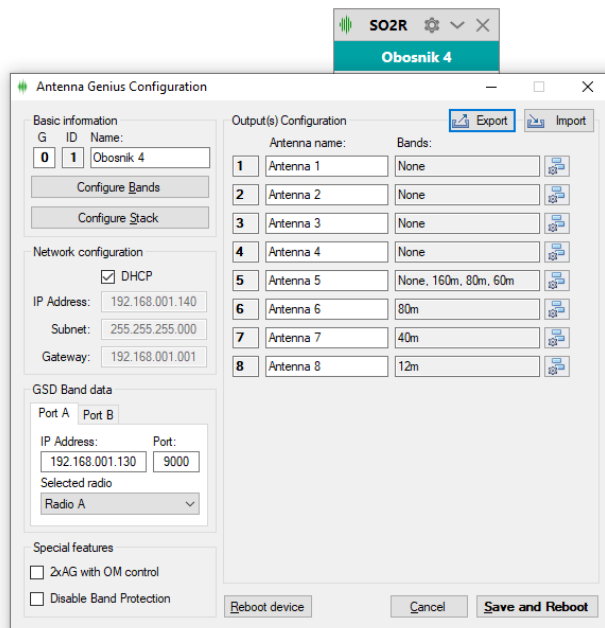 SO2R
Obosnik 4
Antenna Genius Configuration
Basic information
G ID Name:
0 1 Obosnik 4
Configure Bands
Configure Stack
Network configuration
DHCP
IP Address: 192.168.001.140
Subnet: 255.255.255.000
Gateway: 192.168.001.001
GSD Band data
Port A Port B
IP Address: Port:
192.168.001.130 9000
Selected radio
Radio A
Special features
2xAG with OM control
Disable Band Protection
Output(s) Configuration Export Import
Antenna name: Bands:
1 Antenna 1 None
2 Antenna 2 None
3 Antenna 3 None
4 Antenna 4 None
5 Antenna 5 None, 160m, 80m, 60m
6 Antenna 6 80m
7 Antenna 7 40m
8 Antenna 8 12m
Reboot device Cancel Save and Reboot